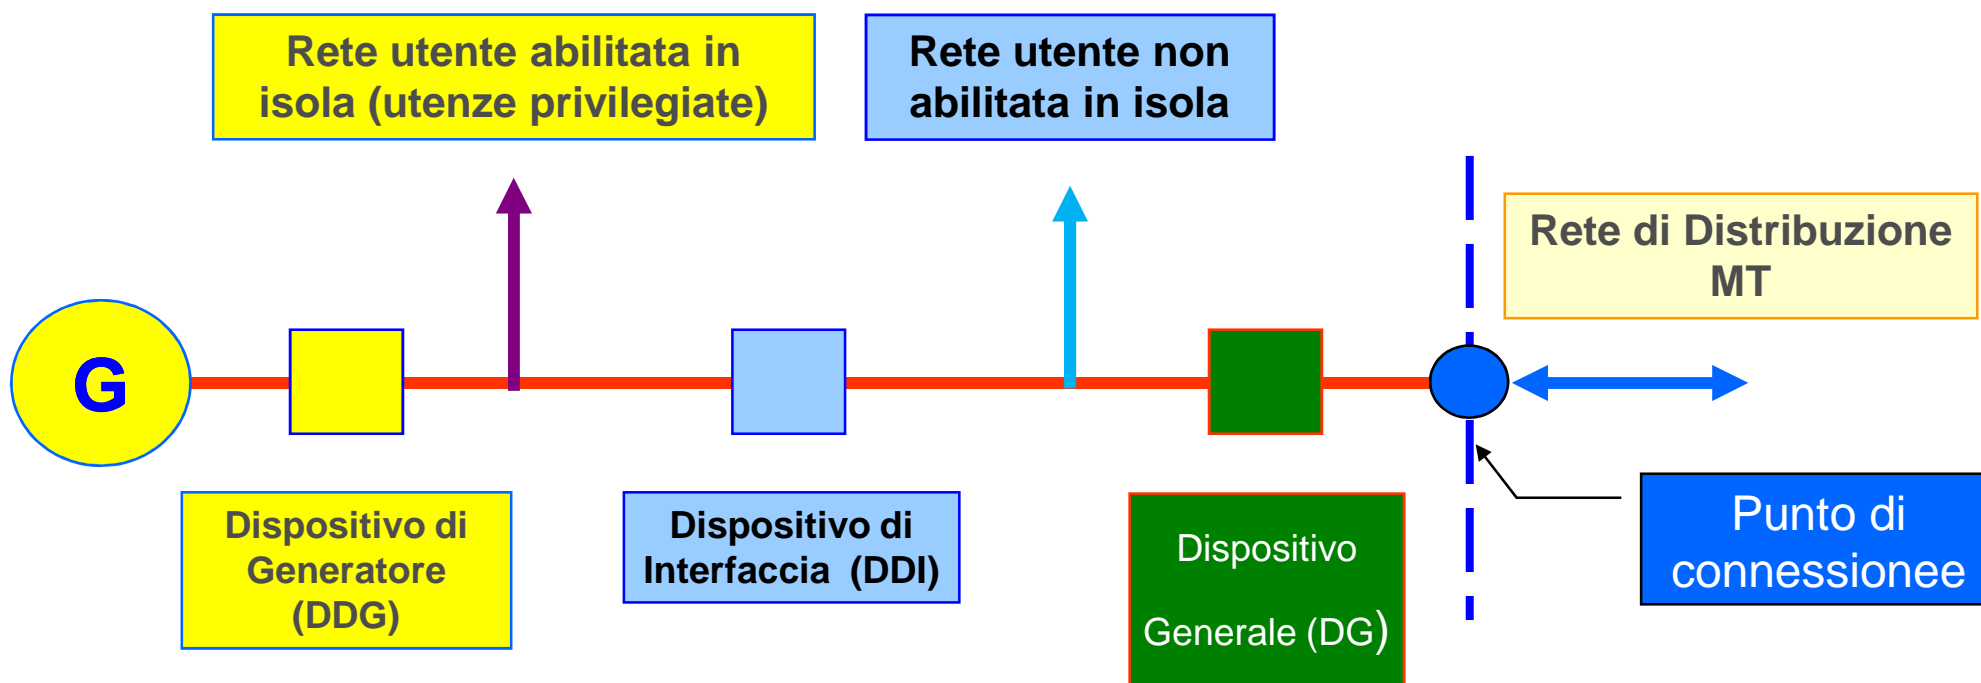 Rete utente abilitata in
isola (utenze privilegiate)
Rete utente non
abilitata in isola
Rete di Distribuzione
MT
G
Dispositivo di
Generatore
(DDG)
Dispositivo di
Interfaccia (DDI)
Dispositivo
Generale (DG)
Punto di
connessionee